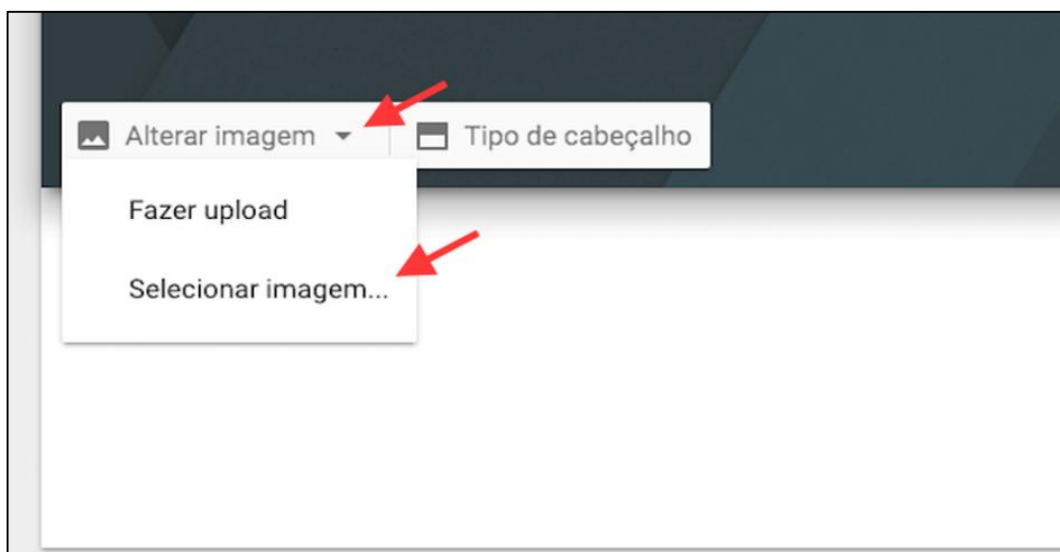 Alterar imagem
Tipo de cabeçalho
Fazer upload
Selecionar imagem...